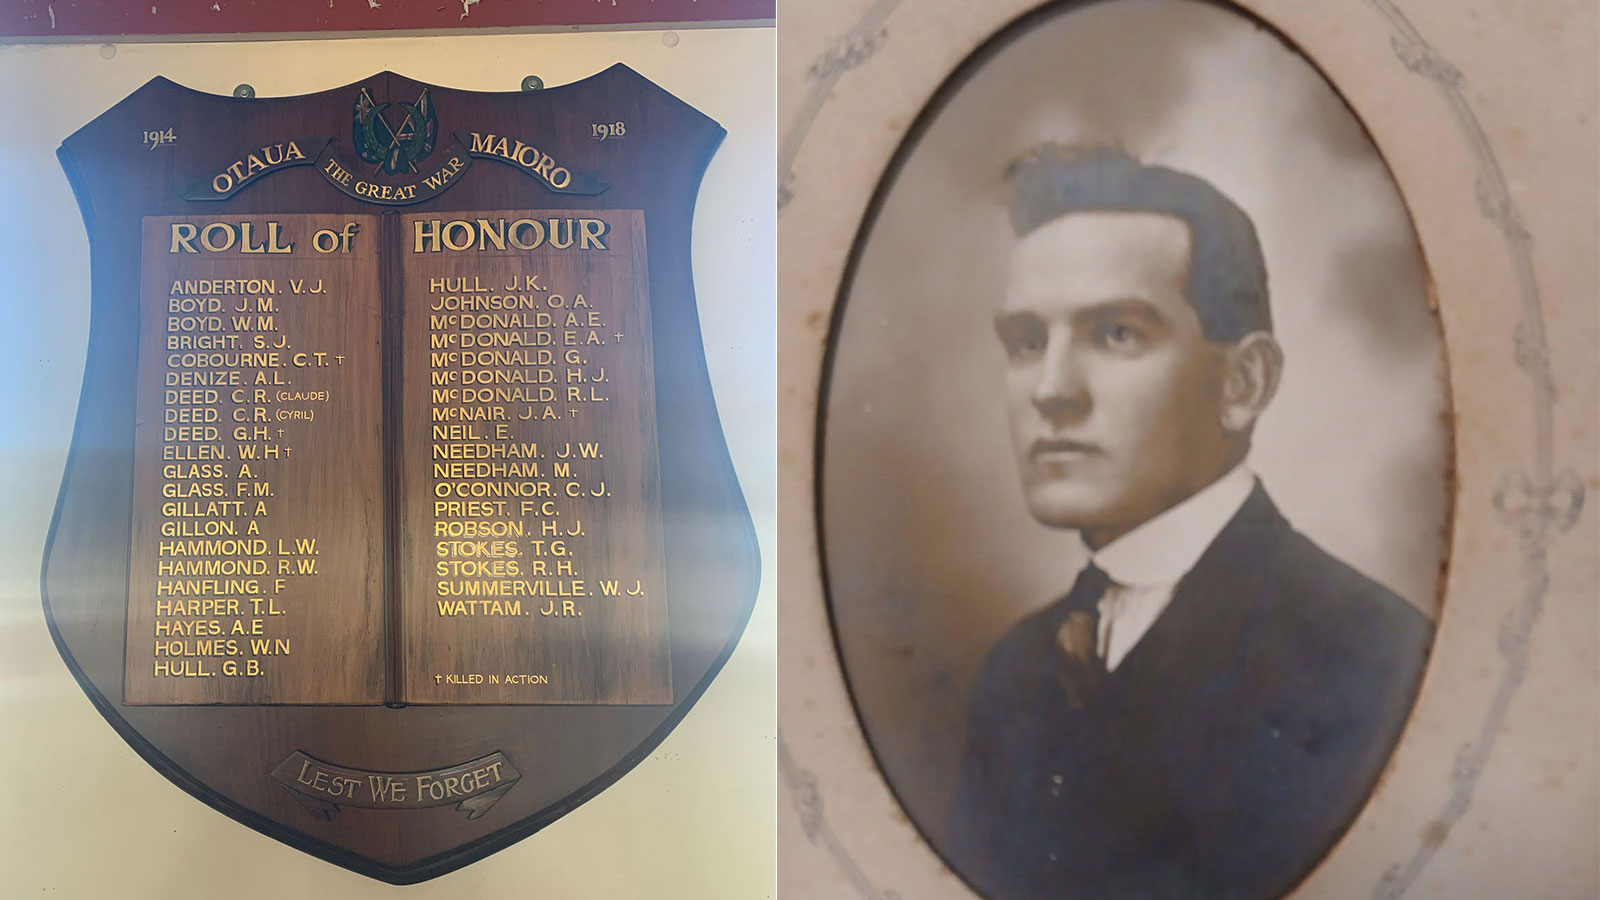 1914
1918
OTAUA
MAIORO
THE GREAT WAR
ROLL of HONOUR
ANDERTON. V. J.
BOYD. J. M.
BOYD. W. M.
BRIGHT. S. J.
COBOURNE. C. T. †
DENIZE. A. L.
DEED. C. R. (CLAUDE)
DEED. C. R. (CYRIL)
DEED. G. H. †
ELLEN. W. H †
GLASS. A.
GLASS. F. M.
GILLATT. A
GILLON. A
HAMMOND. L. W.
HAMMOND. R. W.
HANFLING. F
HARPER. T. L.
HAYES. A. E
HOLMES. W. N
HULL. G. B.
HULL. J. K.
JOHNSON. O. A.
McDONALD. A. E.
McDONALD. E. A. †
McDONALD. G.
McDONALD. H. J.
McDONALD. R. L.
McNAIR. J. A. †
NEIL. E.
NEEDHAM. J. W.
NEEDHAM. M.
O'CONNOR. C. J.
PRIEST. F. C.
ROBSON. H. J.
STOKES. T. G.
STOKES. R. H.
SUMMERVILLE. W. J.
WATTAM. J. R.
† KILLED IN ACTION
LEST WE FORGET